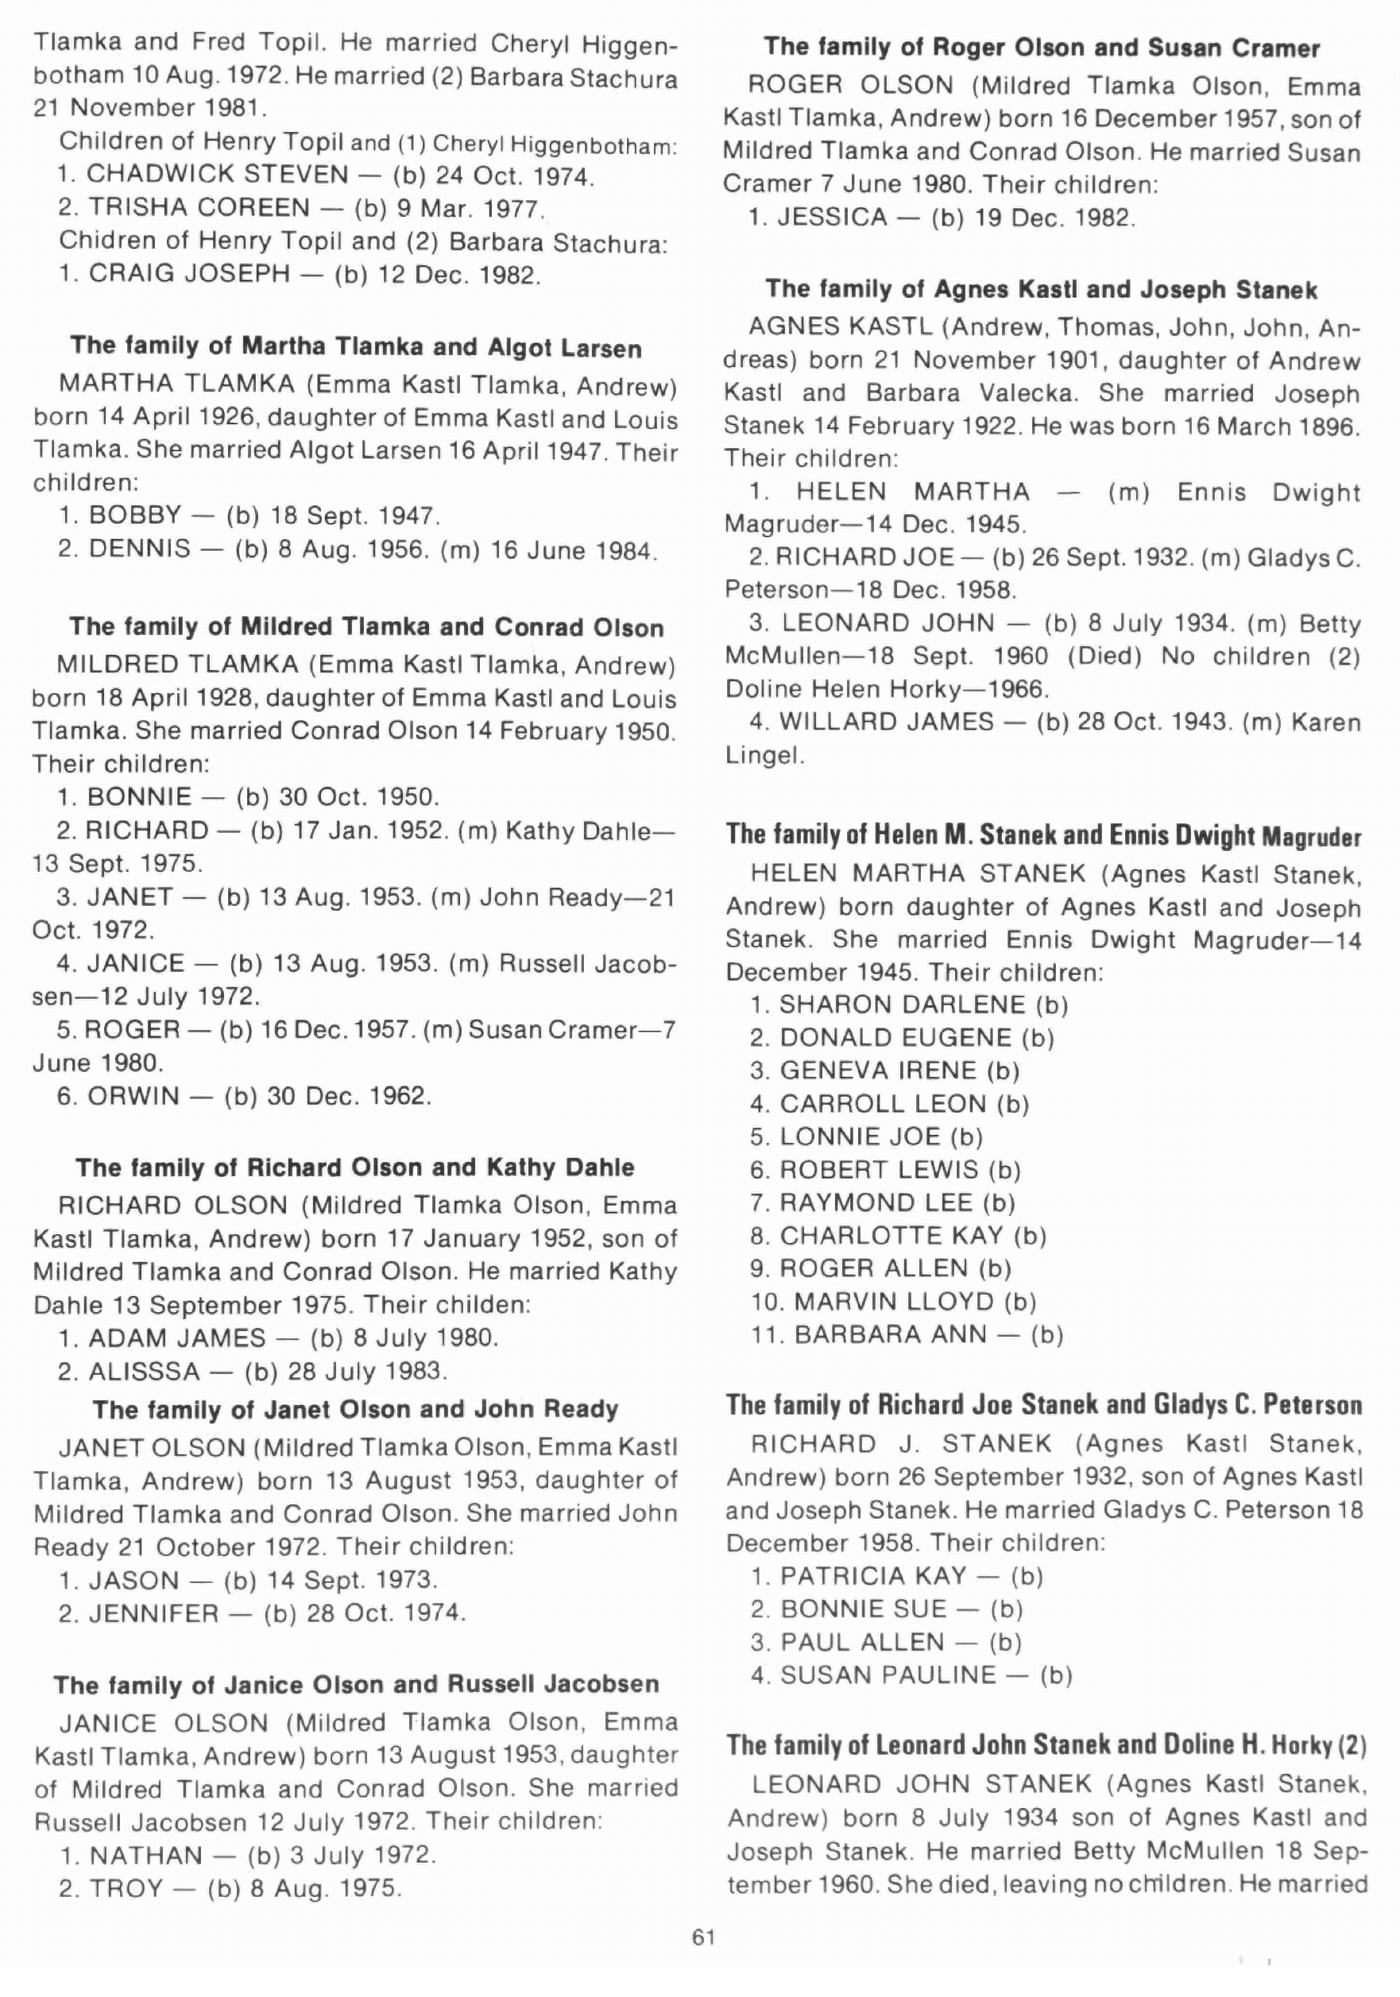 Tlamka and Fred Topil. He married Cheryl Higgen-
botham 10 Aug. 1972. He married (2) Barbara Stachura
21 November 1981.
Children of Henry Topil and (1) Cheryl Higgenbotham:
1. CHADWICK STEVEN — (b) 24 Oct. 1974.
2. TRISHA COREEN — (b) 9 Mar. 1977.
Chidren of Henry Topil and (2) Barbara Stachura:
1. CRAIG JOSEPH — (b) 12 Dec. 1982.
The family of Martha Tlamka and Algot Larsen
MARTHA TLAMKA (Emma Kastl Tlamka, Andrew)
born 14 April 1926, daughter of Emma Kastl and Louis
Tlamka. She married Algot Larsen 16 April 1947. Their
children:
1. BOBBY — (b) 18 Sept. 1947.
2. DENNIS — (b) 8 Aug. 1956. (m) 16 June 1984.
The family of Mildred Tlamka and Conrad Olson
MILDRED TLAMKA (Emma Kastl Tlamka, Andrew)
born 18 April 1928, daughter of Emma Kastl and Louis
Tlamka. She married Conrad Olson 14 February 1950.
Their children:
1. BONNIE — (b) 30 Oct. 1950.
2. RICHARD — (b) 17 Jan. 1952. (m) Kathy Dahle—
13 Sept. 1975.
3. JANET — (b) 13 Aug. 1953. (m) John Ready—21
Oct. 1972.
4. JANICE — (b) 13 Aug. 1953. (m) Russell Jacob-
sen—12 July 1972.
5. ROGER — (b) 16 Dec. 1957. (m) Susan Cramer—7
June 1980.
6. ORWIN — (b) 30 Dec. 1962.
The family of Richard Olson and Kathy Dahle
RICHARD OLSON (Mildred Tlamka Olson, Emma
Kastl Tlamka, Andrew) born 17 January 1952, son of
Mildred Tlamka and Conrad Olson. He married Kathy
Dahle 13 September 1975. Their childen:
1. ADAM JAMES — (b) 8 July 1980.
2. ALISSSA — (b) 28 July 1983.
The family of Janet Olson and John Ready
JANET OLSON (Mildred Tlamka Olson, Emma Kastl
Tlamka, Andrew) born 13 August 1953, daughter of
Mildred Tlamka and Conrad Olson. She married John
Ready 21 October 1972. Their children:
1. JASON — (b) 14 Sept. 1973.
2. JENNIFER — (b) 28 Oct. 1974.
The family of Janice Olson and Russell Jacobsen
JANICE OLSON (Mildred Tlamka Olson, Emma
Kastl Tlamka, Andrew) born 13 August 1953, daughter
of Mildred Tlamka and Conrad Olson. She married
Russell Jacobsen 12 July 1972. Their children:
1. NATHAN — (b) 3 July 1972.
2. TROY — (b) 8 Aug. 1975.
The family of Roger Olson and Susan Cramer
ROGER OLSON (Mildred Tlamka Olson, Emma
Kastl Tlamka, Andrew) born 16 December 1957, son of
Mildred Tlamka and Conrad Olson. He married Susan
Cramer 7 June 1980. Their children:
1. JESSICA — (b) 19 Dec. 1982.
The family of Agnes Kastl and Joseph Stanek
AGNES KASTL (Andrew, Thomas, John, John, An-
dreas) born 21 November 1901, daughter of Andrew
Kastl and Barbara Valecka. She married Joseph
Stanek 14 February 1922. He was born 16 March 1896.
Their children:
1. HELEN MARTHA — (m) Ennis Dwight
Magruder—14 Dec. 1945.
2. RICHARD JOE — (b) 26 Sept. 1932. (m) Gladys C.
Peterson—18 Dec. 1958.
3. LEONARD JOHN — (b) 8 July 1934. (m) Betty
McMullen—18 Sept. 1960 (Died) No children (2)
Doline Helen Horky—1966.
4. WILLARD JAMES — (b) 28 Oct. 1943. (m) Karen
Lingel.
The family of Helen M. Stanek and Ennis Dwight Magruder
HELEN MARTHA STANEK (Agnes Kastl Stanek,
Andrew) born daughter of Agnes Kastl and Joseph
Stanek. She married Ennis Dwight Magruder—14
December 1945. Their children:
1. SHARON DARLENE (b)
2. DONALD EUGENE (b)
3. GENEVA IRENE (b)
4. CARROLL LEON (b)
5. LONNIE JOE (b)
6. ROBERT LEWIS (b)
7. RAYMOND LEE (b)
8. CHARLOTTE KAY (b)
9. ROGER ALLEN (b)
10. MARVIN LLOYD (b)
11. BARBARA ANN — (b)
The family of Richard Joe Stanek and Gladys C. Peterson
RICHARD J. STANEK (Agnes Kastl Stanek,
Andrew) born 26 September 1932, son of Agnes Kastl
and Joseph Stanek. He married Gladys C. Peterson 18
December 1958. Their children:
1. PATRICIA KAY — (b)
2. BONNIE SUE — (b)
3. PAUL ALLEN — (b)
4. SUSAN PAULINE — (b)
The family of Leonard John Stanek and Doline H. Horky (2)
LEONARD JOHN STANEK (Agnes Kastl Stanek,
Andrew) born 8 July 1934 son of Agnes Kastl and
Joseph Stanek. He married Betty McMullen 18 Sep-
tember 1960. She died, leaving no children. He married
61